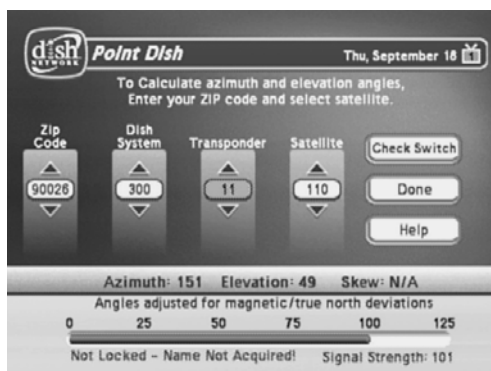 dish
NETWORK
Point Dish
Thu, September 16
1
To Calculate azimuth and elevation angles,
Enter your ZIP code and select satellite.
Zip Code
Dish System
Transponder
Satellite
90026
300
11
110
Check Switch
Done
Help
Azimuth: 151 Elevation: 49 Skew: N/A
Angles adjusted for magnetic/true north deviations
0 25 50 75 100 125
Not Locked - Name Not Acquired! Signal Strength: 101